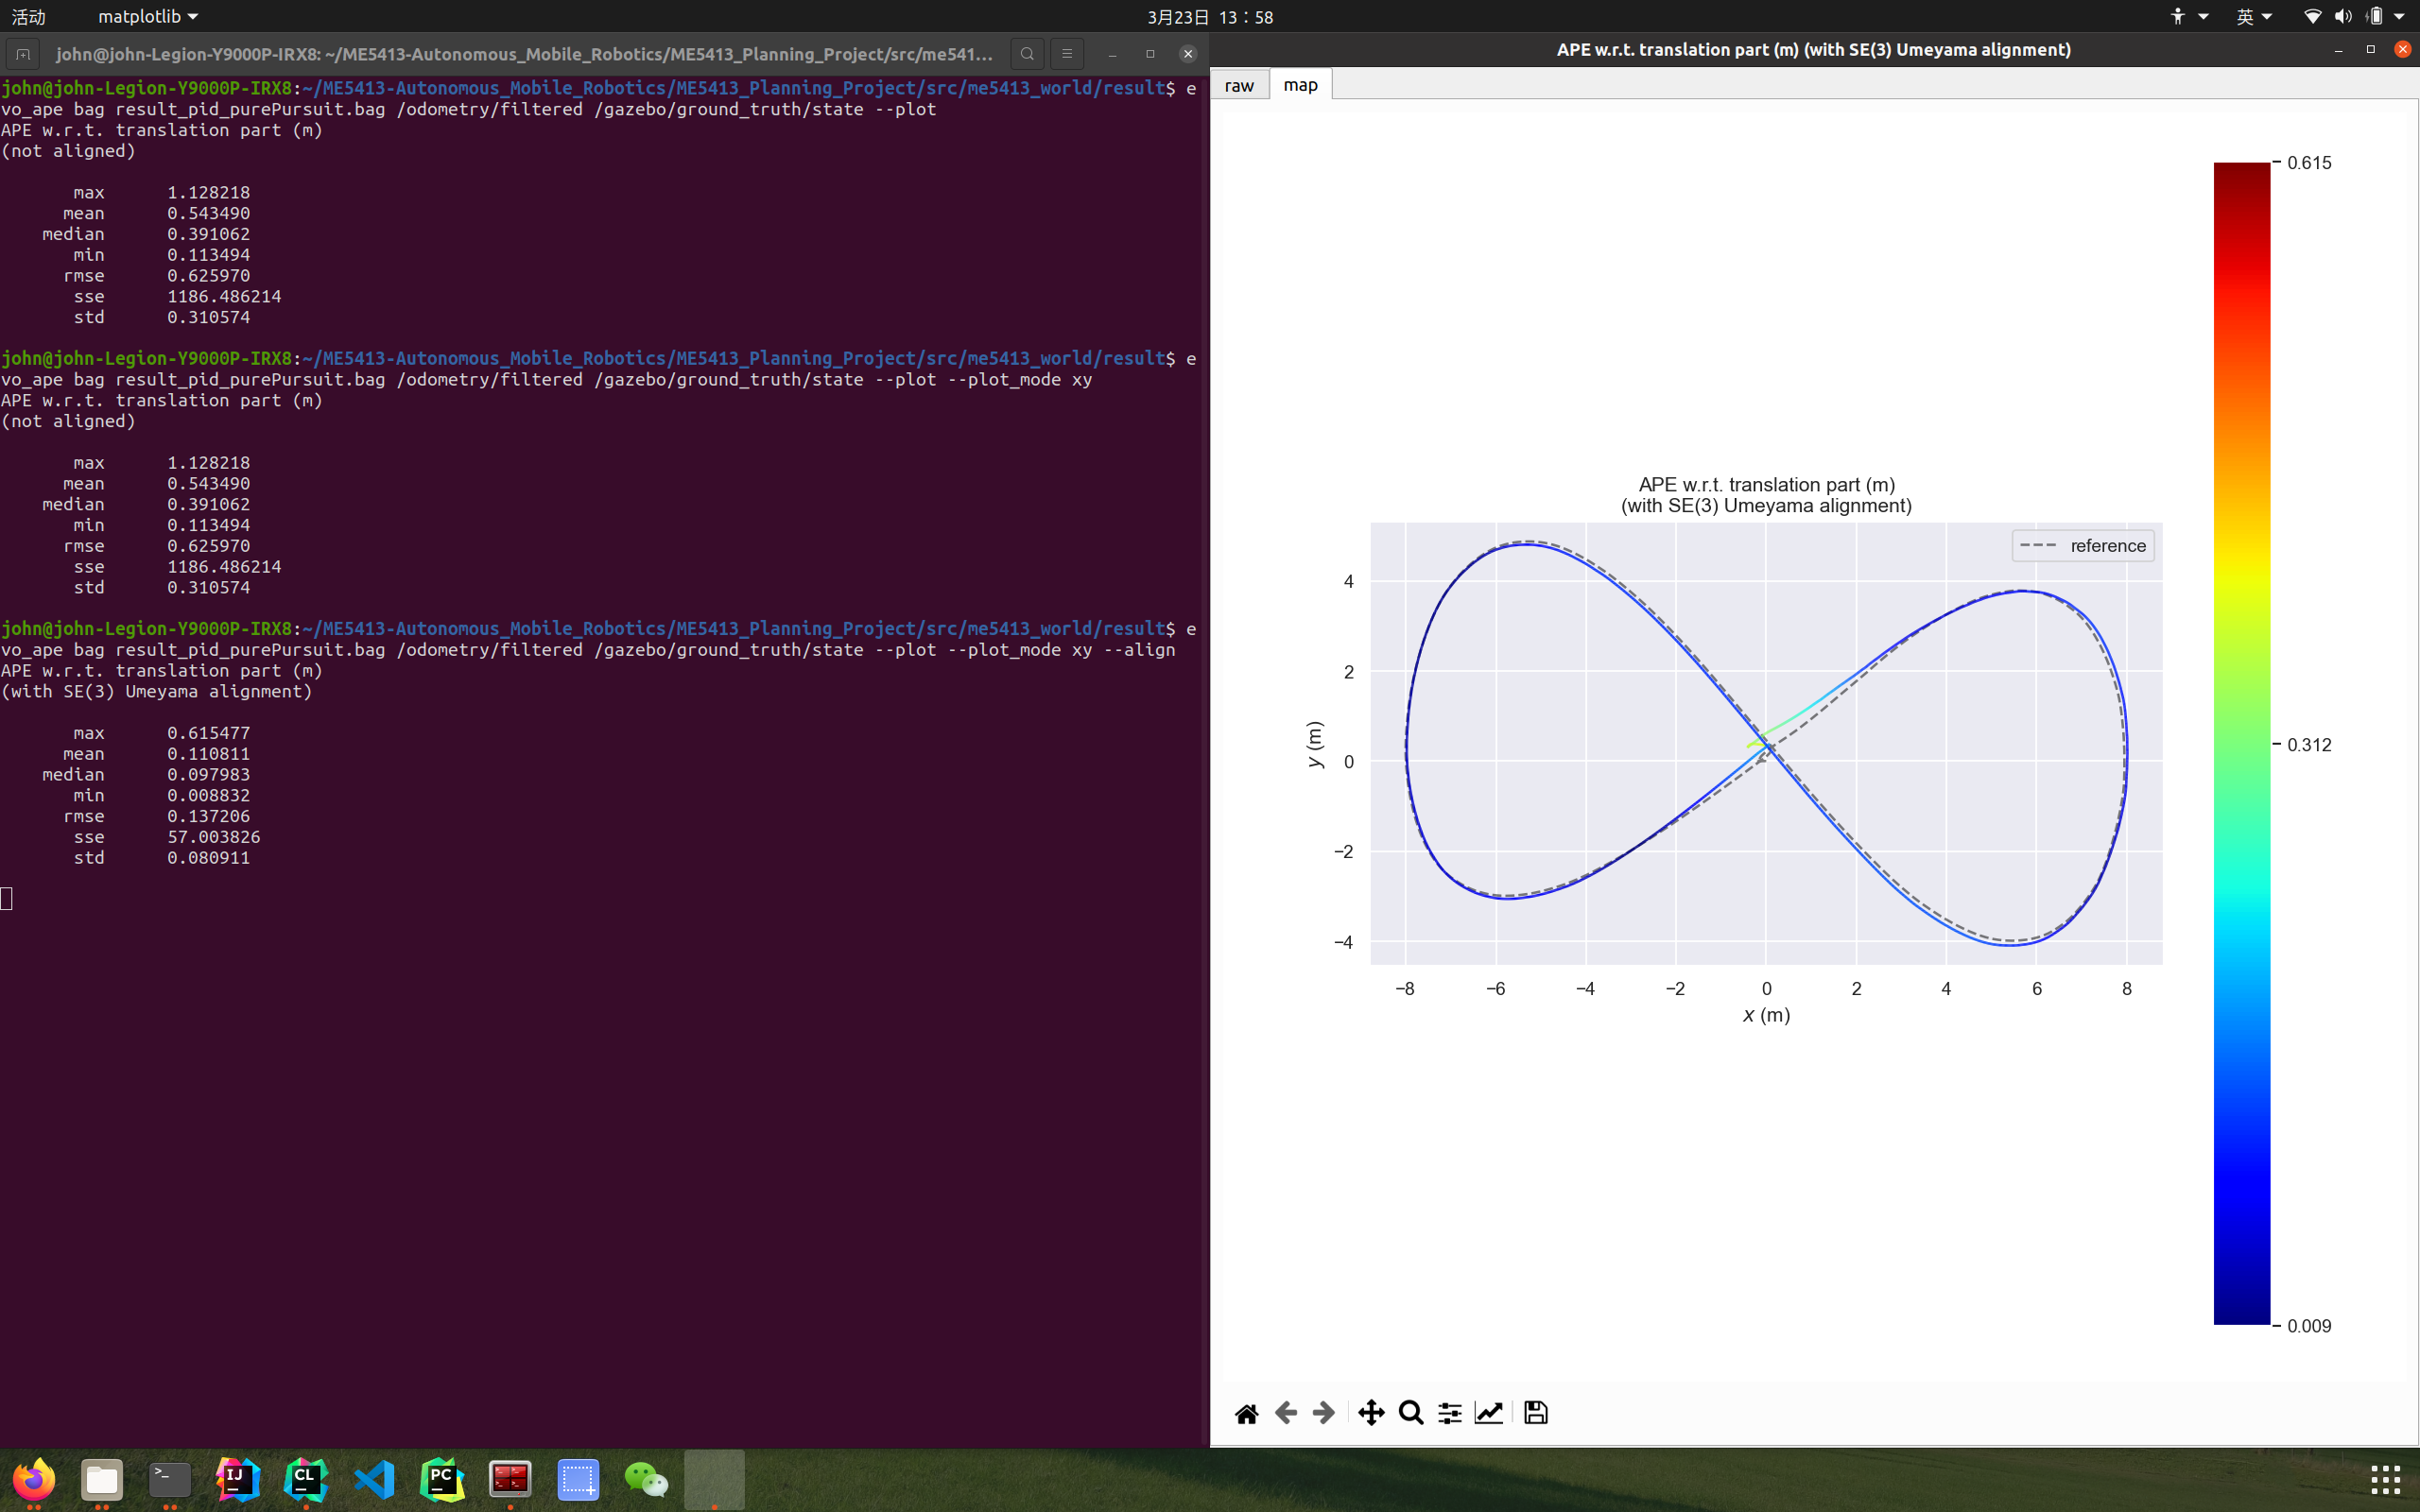 活动
matplotlib
3月23日 13：58
英
john@john-Legion-Y9000P-IRX8: ~/ME5413-Autonomous_Mobile_Robotics/ME5413_Planning_Project/src/me541...
john@john-Legion-Y9000P-IRX8:~/ME5413-Autonomous_Mobile_Robotics/ME5413_Planning_Project/src/me5413_world/result$ e
vo_ape bag result_pid_purePursuit.bag /odometry/filtered /gazebo/ground_truth/state --plot
APE w.r.t. translation part (m)
(not aligned)
max 1.128218
mean 0.543490
median 0.391062
min 0.113494
rmse 0.625970
sse 1186.486214
std 0.310574
john@john-Legion-Y9000P-IRX8:~/ME5413-Autonomous_Mobile_Robotics/ME5413_Planning_Project/src/me5413_world/result$ e
vo_ape bag result_pid_purePursuit.bag /odometry/filtered /gazebo/ground_truth/state --plot --plot_mode xy
APE w.r.t. translation part (m)
(not aligned)
max 1.128218
mean 0.543490
median 0.391062
min 0.113494
rmse 0.625970
sse 1186.486214
std 0.310574
john@john-Legion-Y9000P-IRX8:~/ME5413-Autonomous_Mobile_Robotics/ME5413_Planning_Project/src/me5413_world/result$ e
vo_ape bag result_pid_purePursuit.bag /odometry/filtered /gazebo/ground_truth/state --plot --plot_mode xy --align
APE w.r.t. translation part (m)
(with SE(3) Umeyama alignment)
max 0.615477
mean 0.110811
median 0.097983
min 0.008832
rmse 0.137206
sse 57.003826
std 0.080911
APE w.r.t. translation part (m) (with SE(3) Umeyama alignment)
raw
map
APE w.r.t. translation part (m)
(with SE(3) Umeyama alignment)
reference
4
2
0
−2
−4
y (m)
−8 −6 −4 −2 0 2 4 6 8
x (m)
0.615
0.312
0.009
>_
IJ
CL
PC